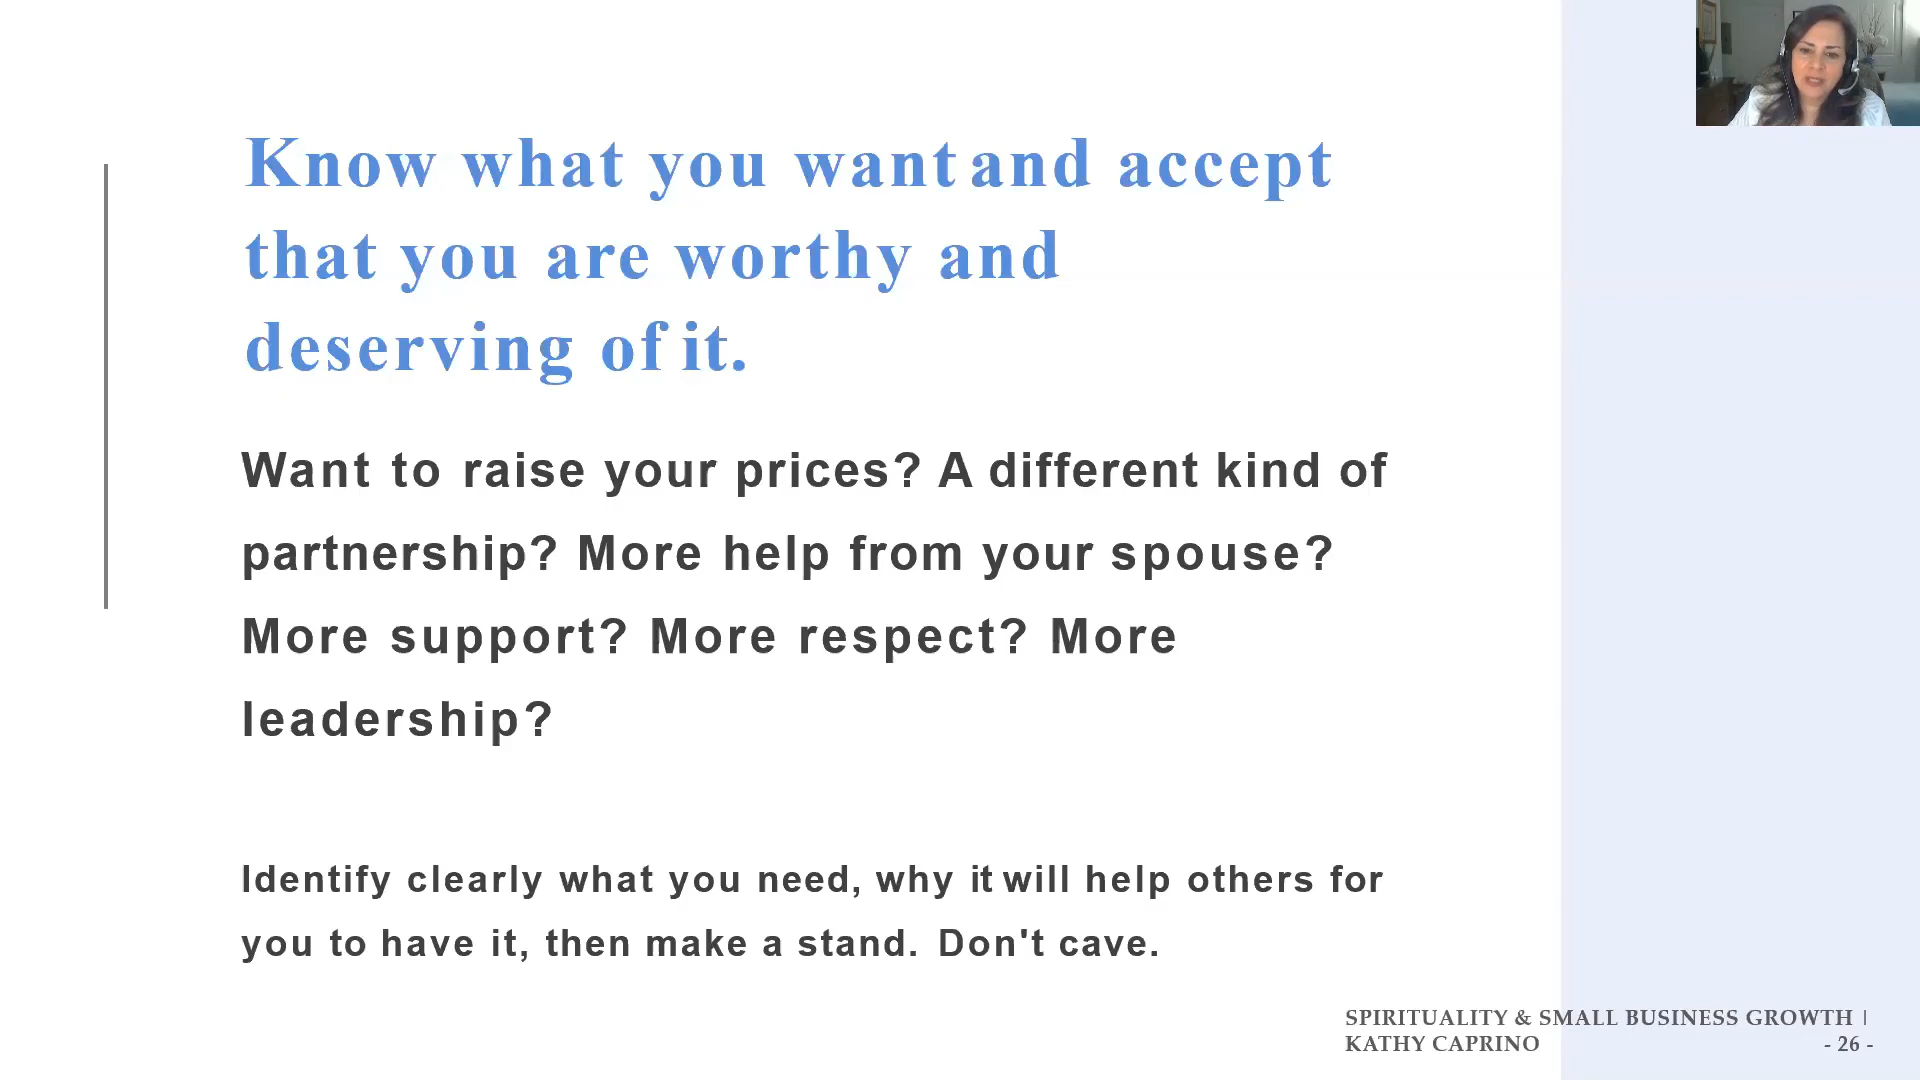 Know what you want and accept
that you are worthy and
deserving of it.
Want to raise your prices? A different kind of
partnership? More help from your spouse?
More support? More respect? More
leadership?
Identify clearly what you need, why it will help others for
you to have it, then make a stand. Don't cave.
SPIRITUALITY & SMALL BUSINESS GROWTH |
KATHY CAPRINO - 26 -